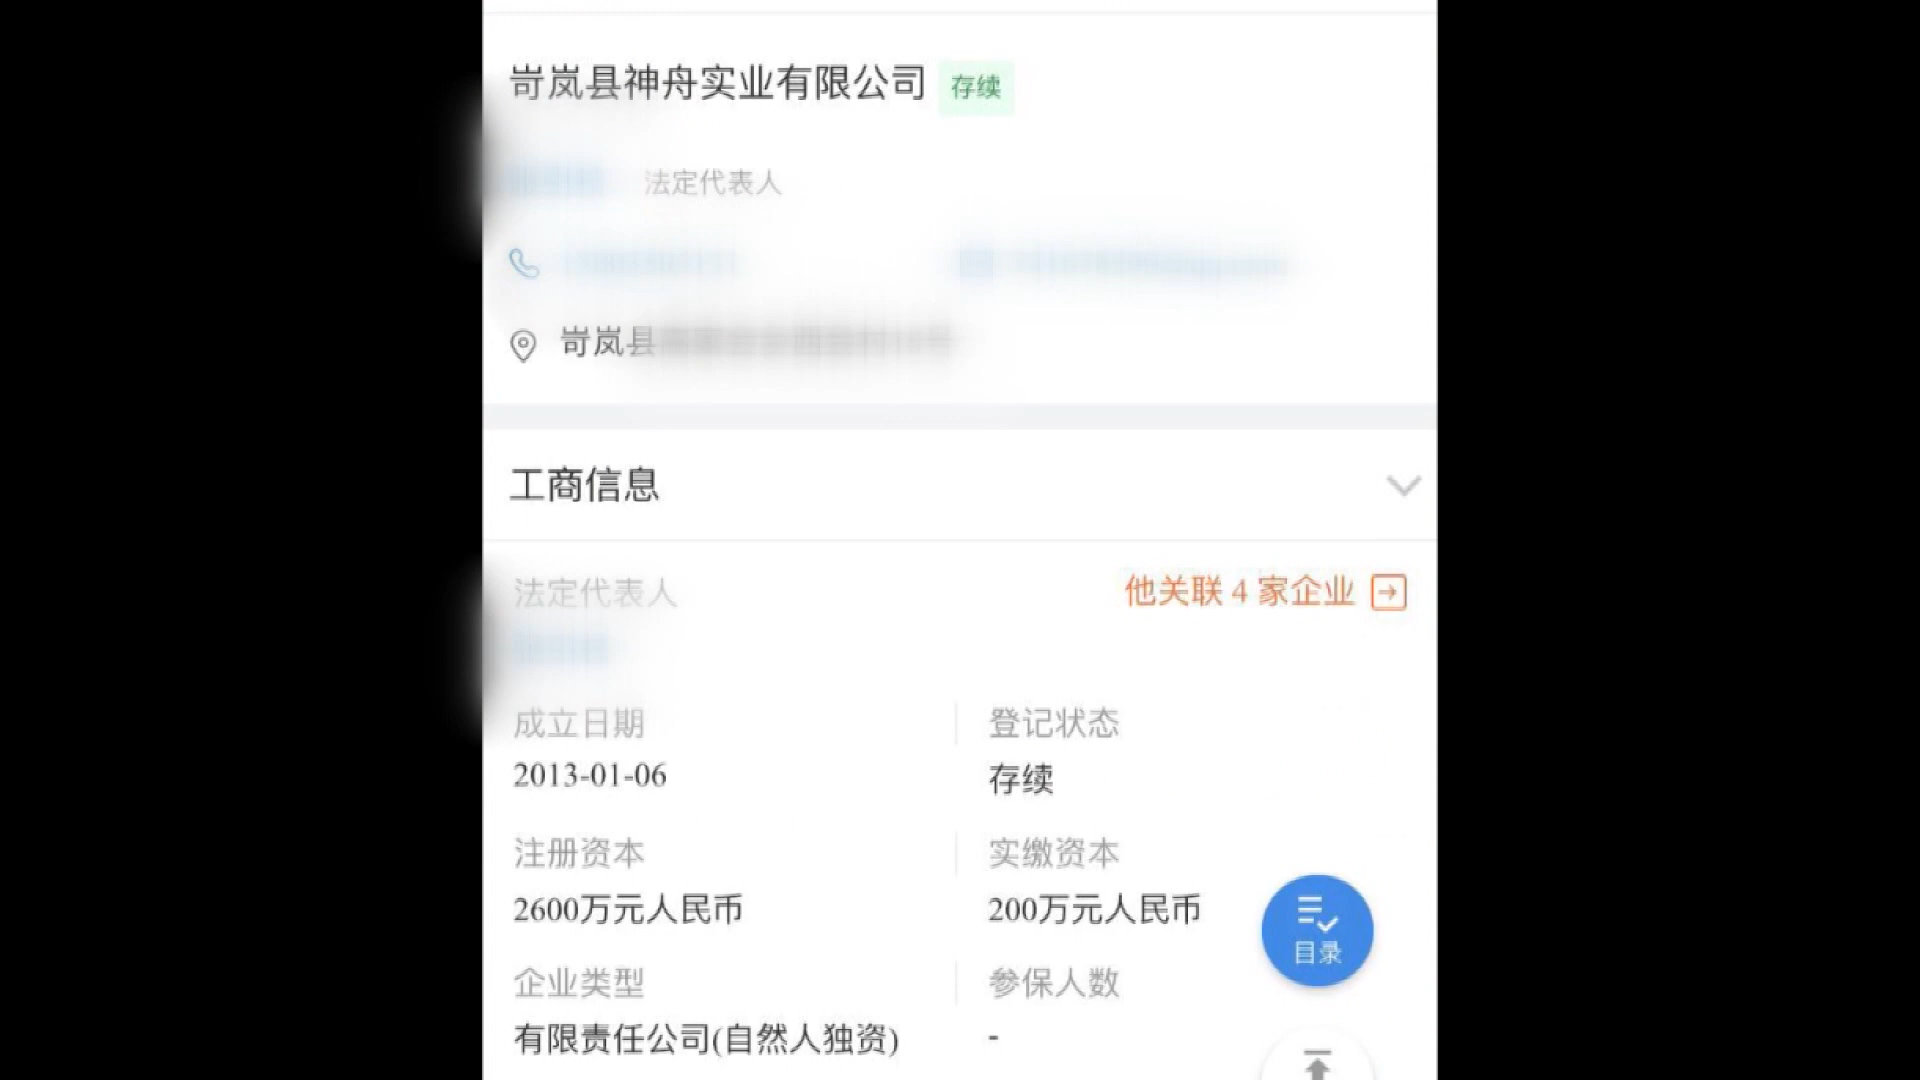 岢岚县神舟实业有限公司 存续
法定代表人
岢岚县
工商信息
法定代表人 他关联 4 家企业
成立日期 登记状态
2013-01-06 存续
注册资本 实缴资本
2600万元人民币 200万元人民币
目录
企业类型 参保人数
有限责任公司(自然人独资) -